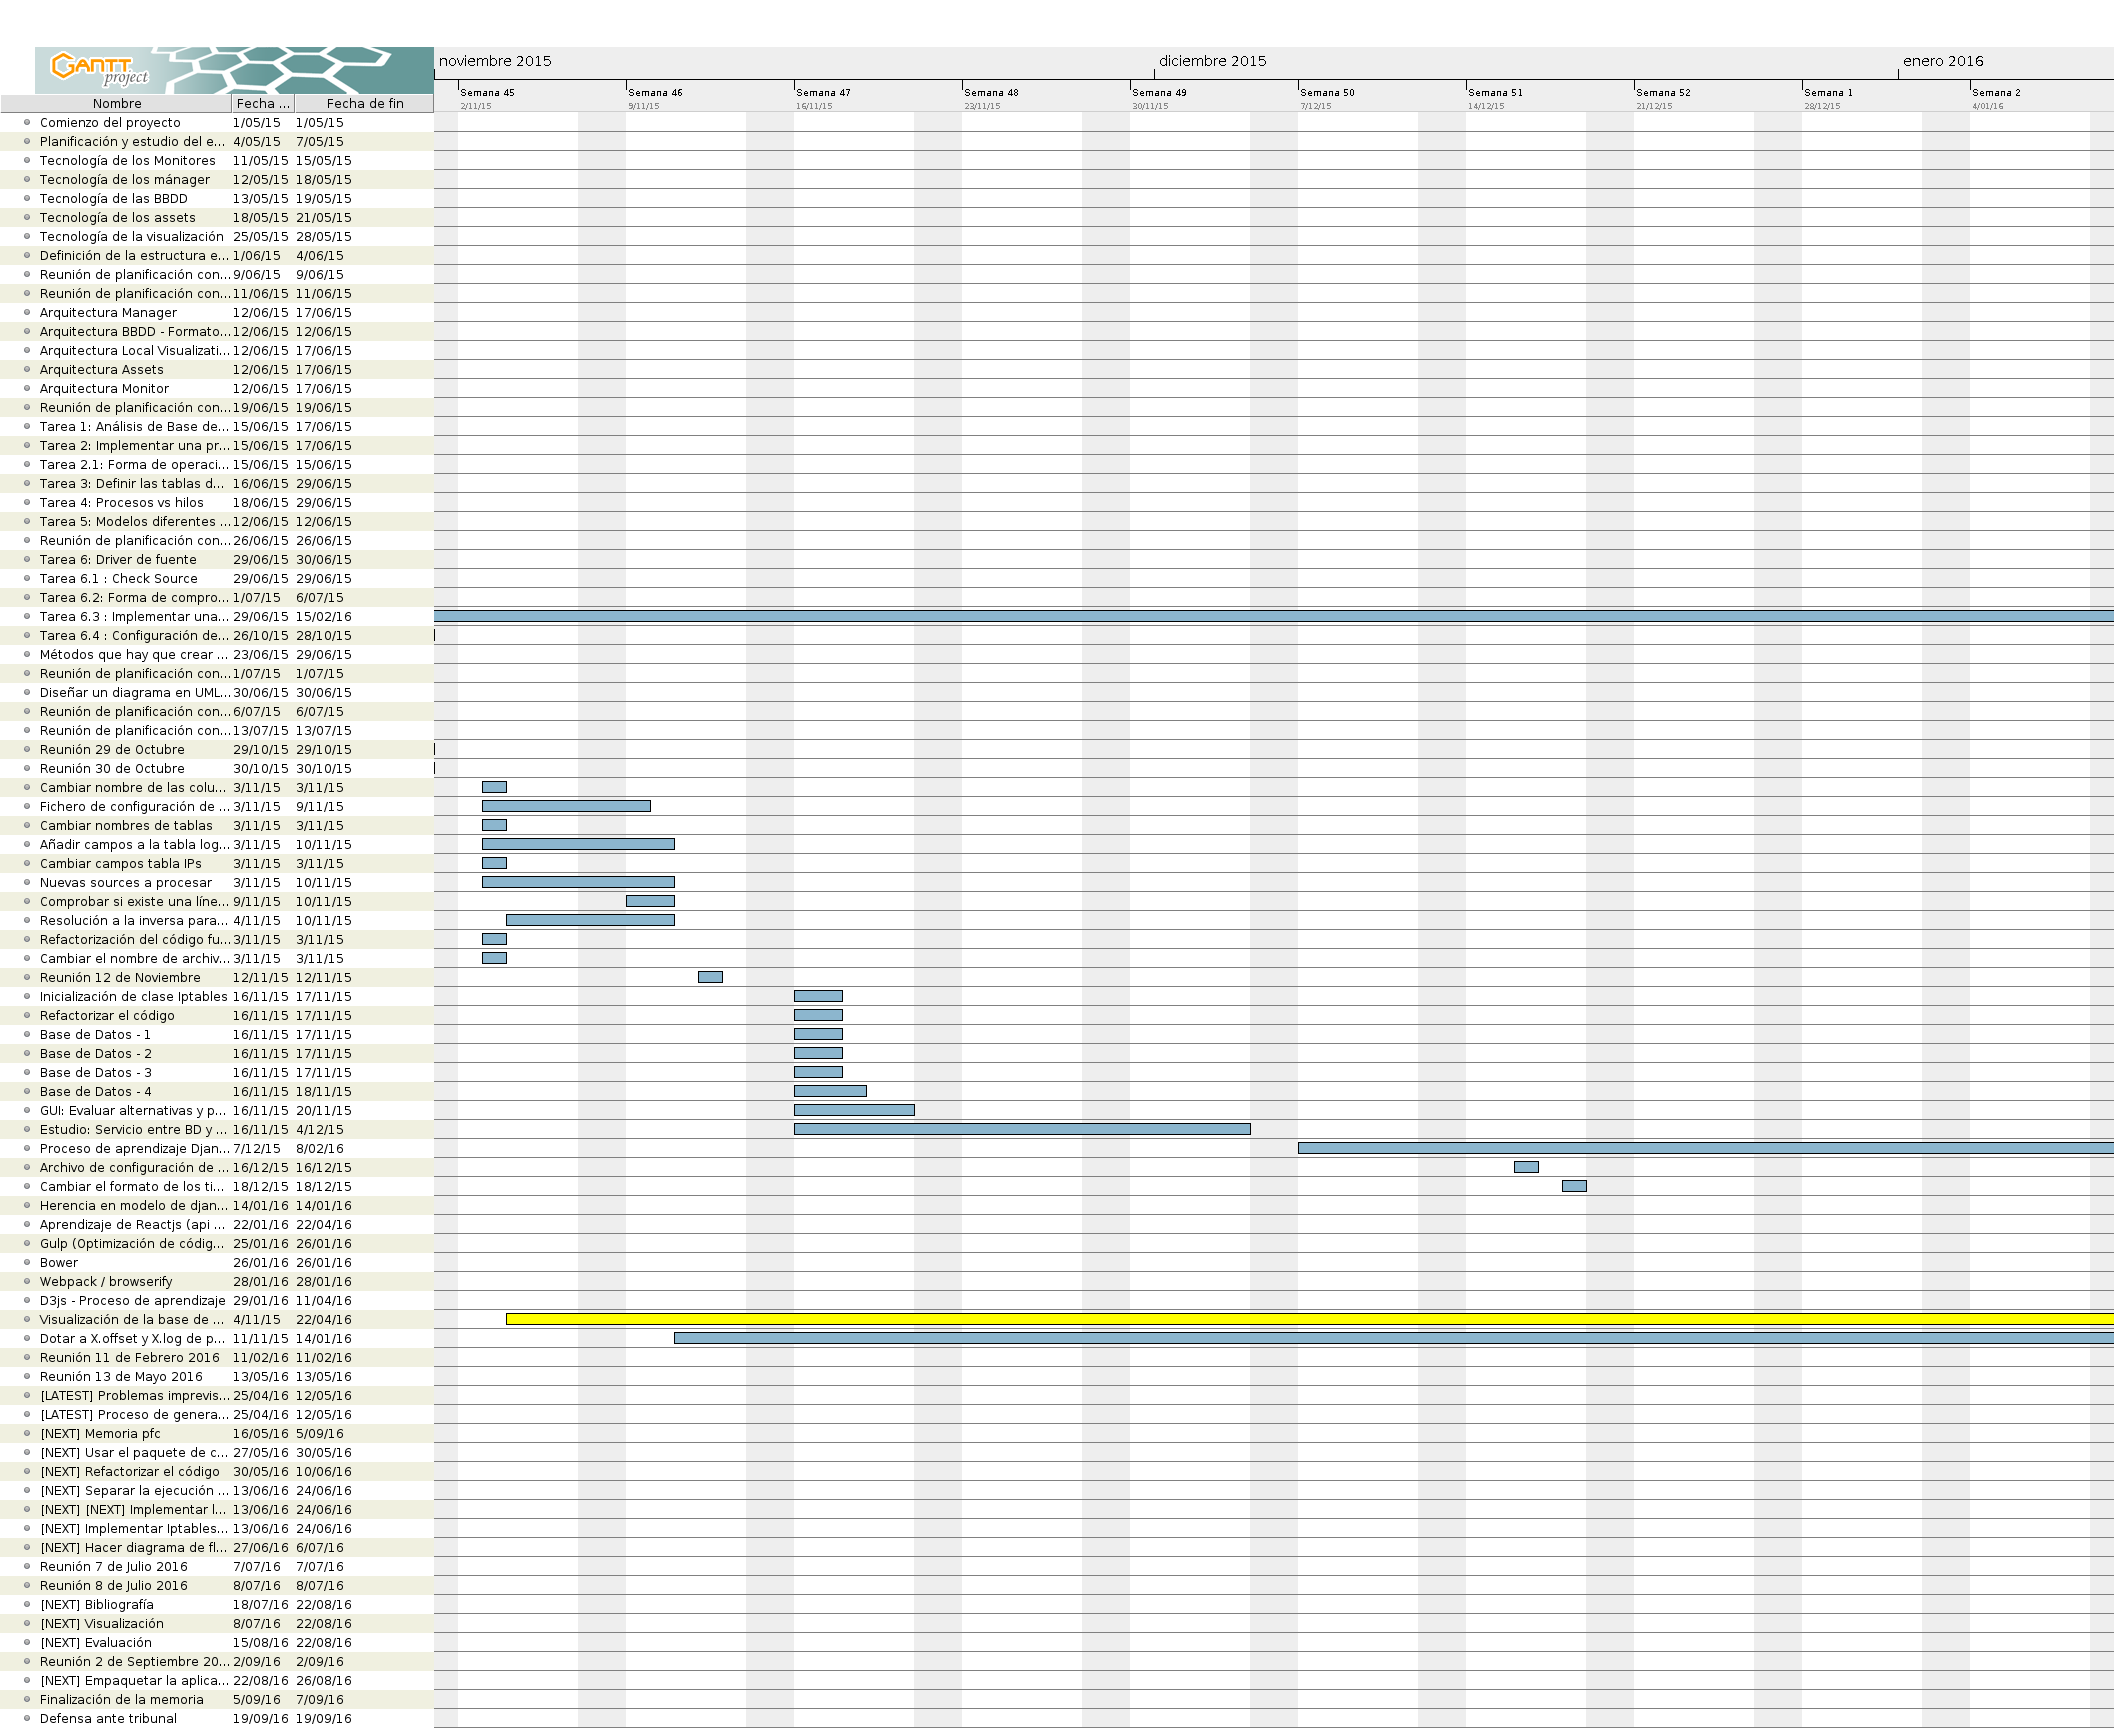 GANTT project
noviembre 2015 diciembre 2015 enero 2016
Semana 45 Semana 46 Semana 47 Semana 48 Semana 49 Semana 50 Semana 51 Semana 52 Semana 1 Semana 2
2/11/15 9/11/15 16/11/15 23/11/15 30/11/15 7/12/15 14/12/15 21/12/15 28/12/15 4/01/16
Nombre Fecha ... Fecha de fin
Comienzo del proyecto 1/05/15 1/05/15
Planificación y estudio del e... 4/05/15 7/05/15
Tecnología de los Monitores 11/05/15 15/05/15
Tecnología de los mánager 12/05/15 18/05/15
Tecnología de las BBDD 13/05/15 19/05/15
Tecnología de los assets 18/05/15 21/05/15
Tecnología de la visualización 25/05/15 28/05/15
Definición de la estructura e... 1/06/15 4/06/15
Reunión de planificación con... 9/06/15 9/06/15
Reunión de planificación con... 11/06/15 11/06/15
Arquitectura Manager 12/06/15 17/06/15
Arquitectura BBDD - Formato... 12/06/15 12/06/15
Arquitectura Local Visualizati... 12/06/15 17/06/15
Arquitectura Assets 12/06/15 17/06/15
Arquitectura Monitor 12/06/15 17/06/15
Reunión de planificación con... 19/06/15 19/06/15
Tarea 1: Análisis de Base de... 15/06/15 17/06/15
Tarea 2: Implementar una pr... 15/06/15 17/06/15
Tarea 2.1: Forma de operaci... 15/06/15 15/06/15
Tarea 3: Definir las tablas d... 16/06/15 29/06/15
Tarea 4: Procesos vs hilos 18/06/15 29/06/15
Tarea 5: Modelos diferentes ... 12/06/15 12/06/15
Reunión de planificación con... 26/06/15 26/06/15
Tarea 6: Driver de fuente 29/06/15 30/06/15
Tarea 6.1 : Check Source 29/06/15 29/06/15
Tarea 6.2: Forma de compro... 1/07/15 6/07/15
Tarea 6.3 : Implementar una... 29/06/15 15/02/16
Tarea 6.4 : Configuración de... 26/10/15 28/10/15
Métodos que hay que crear ... 23/06/15 29/06/15
Reunión de planificación con... 1/07/15 1/07/15
Diseñar un diagrama en UML... 30/06/15 30/06/15
Reunión de planificación con... 6/07/15 6/07/15
Reunión de planificación con... 13/07/15 13/07/15
Reunión 29 de Octubre 29/10/15 29/10/15
Reunión 30 de Octubre 30/10/15 30/10/15
Cambiar nombre de las colu... 3/11/15 3/11/15
Fichero de configuración de ... 3/11/15 9/11/15
Cambiar nombres de tablas 3/11/15 3/11/15
Añadir campos a la tabla log... 3/11/15 10/11/15
Cambiar campos tabla IPs 3/11/15 3/11/15
Nuevas sources a procesar 3/11/15 10/11/15
Comprobar si existe una líne... 9/11/15 10/11/15
Resolución a la inversa para... 4/11/15 10/11/15
Refactorización del código fu... 3/11/15 3/11/15
Cambiar el nombre de archiv... 3/11/15 3/11/15
Reunión 12 de Noviembre 12/11/15 12/11/15
Inicialización de clase Iptables 16/11/15 17/11/15
Refactorizar el código 16/11/15 17/11/15
Base de Datos - 1 16/11/15 17/11/15
Base de Datos - 2 16/11/15 17/11/15
Base de Datos - 3 16/11/15 17/11/15
Base de Datos - 4 16/11/15 18/11/15
GUI: Evaluar alternativas y p... 16/11/15 20/11/15
Estudio: Servicio entre BD y ... 16/11/15 4/12/15
Proceso de aprendizaje Djan... 7/12/15 8/02/16
Archivo de configuración de ... 16/12/15 16/12/15
Cambiar el formato de los ti... 18/12/15 18/12/15
Herencia en modelo de djan... 14/01/16 14/01/16
Aprendizaje de Reactjs (api ... 22/01/16 22/04/16
Gulp (Optimización de códig... 25/01/16 26/01/16
Bower 26/01/16 26/01/16
Webpack / browserify 28/01/16 28/01/16
D3js - Proceso de aprendizaje 29/01/16 11/04/16
Visualización de la base de ... 4/11/15 22/04/16
Dotar a X.offset y X.log de p... 11/11/15 14/01/16
Reunión 11 de Febrero 2016 11/02/16 11/02/16
Reunión 13 de Mayo 2016 13/05/16 13/05/16
[LATEST] Problemas imprevis... 25/04/16 12/05/16
[LATEST] Proceso de genera... 25/04/16 12/05/16
[NEXT] Memoria pfc 16/05/16 5/09/16
[NEXT] Usar el paquete de c... 27/05/16 30/05/16
[NEXT] Refactorizar el código 30/05/16 10/06/16
[NEXT] Separar la ejecución ... 13/06/16 24/06/16
[NEXT] [NEXT] Implementar l... 13/06/16 24/06/16
[NEXT] Implementar Iptables... 13/06/16 24/06/16
[NEXT] Hacer diagrama de fl... 27/06/16 6/07/16
Reunión 7 de Julio 2016 7/07/16 7/07/16
Reunión 8 de Julio 2016 8/07/16 8/07/16
[NEXT] Bibliografía 18/07/16 22/08/16
[NEXT] Visualización 8/07/16 22/08/16
[NEXT] Evaluación 15/08/16 22/08/16
Reunión 2 de Septiembre 20... 2/09/16 2/09/16
[NEXT] Empaquetar la aplica... 22/08/16 26/08/16
Finalización de la memoria 5/09/16 7/09/16
Defensa ante tribunal 19/09/16 19/09/16